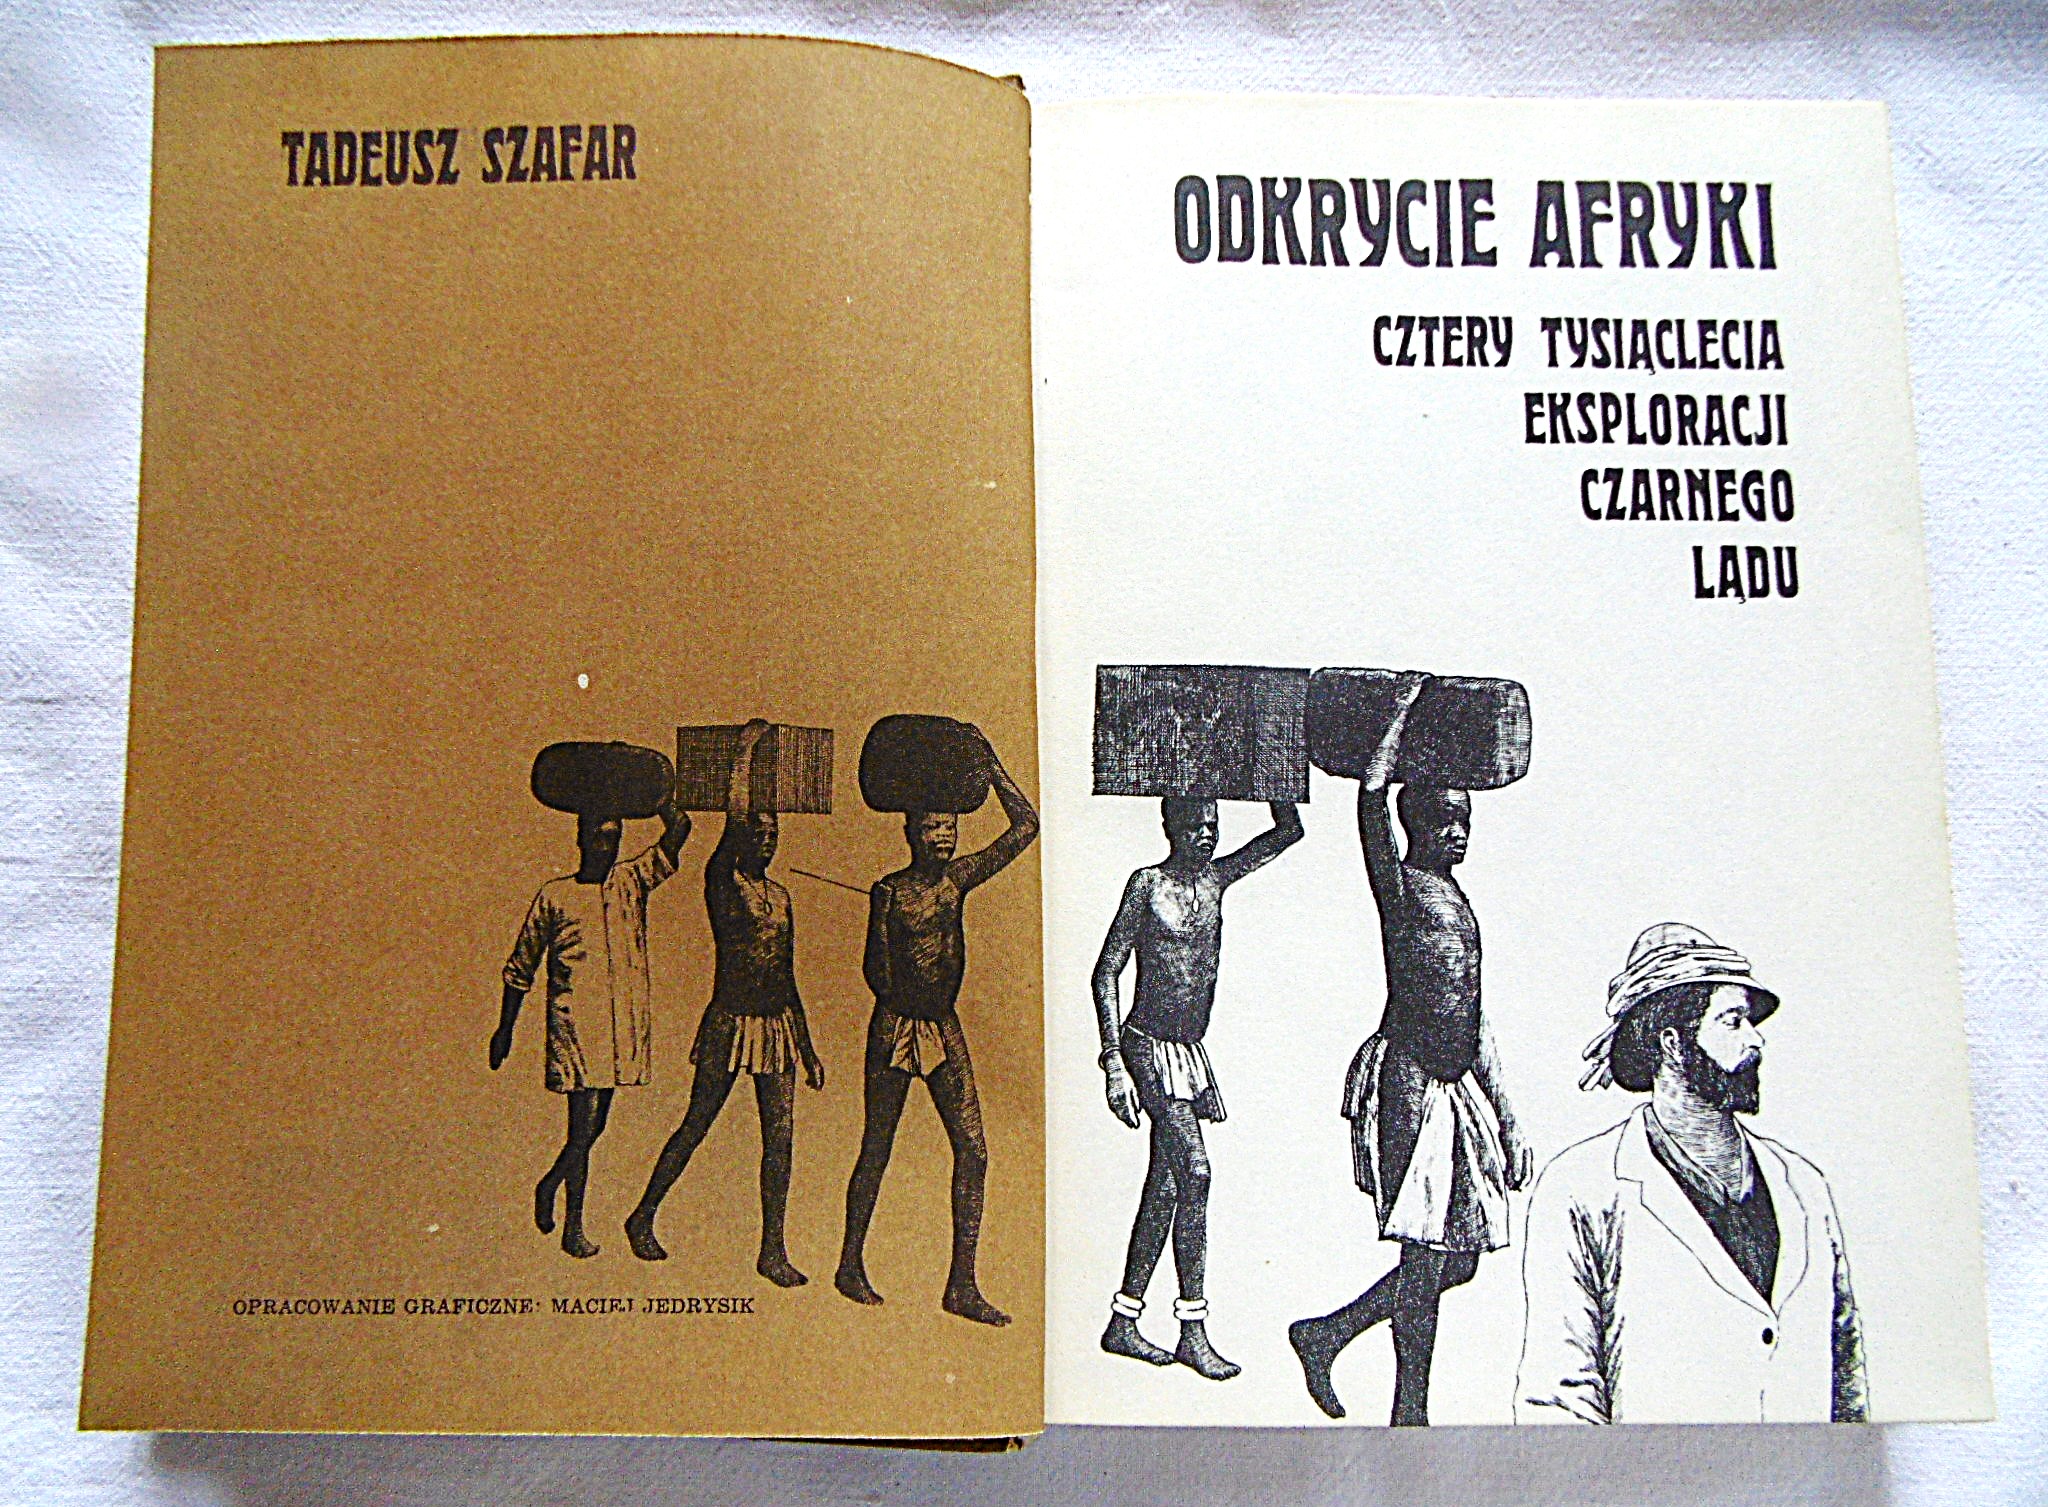 TADEUSZ SZAFAR
OPRACOWANIE GRAFICZNE: MACIEJ JEDRYSIK
ODKRYCIE AFRYKI
CZTERY TYSIĄCLECIA
EKSPLORACJI
CZARNEGO
LĄDU